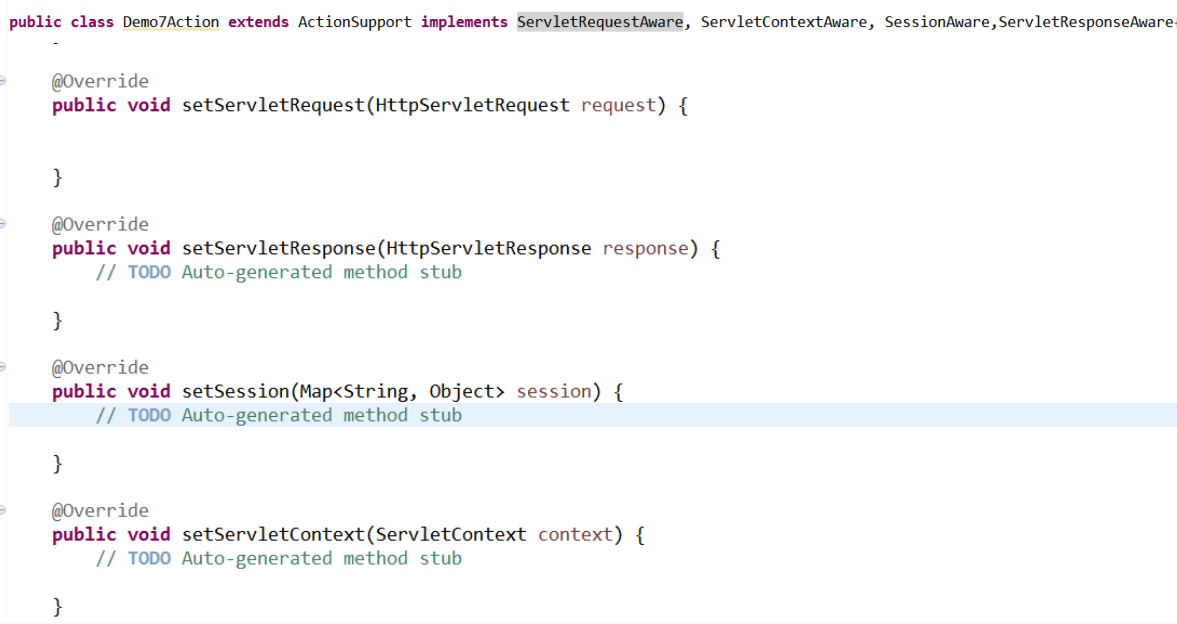 public class Demo7Action extends ActionSupport implements ServletRequestAware, ServletContextAware, SessionAware,ServletResponseAware{
@Override
public void setServletRequest(HttpServletRequest request) {
}
@Override
public void setServletResponse(HttpServletResponse response) {
// TODO Auto-generated method stub
}
@Override
public void setSession(Map<String, Object> session) {
// TODO Auto-generated method stub
}
@Override
public void setServletContext(ServletContext context) {
// TODO Auto-generated method stub
}